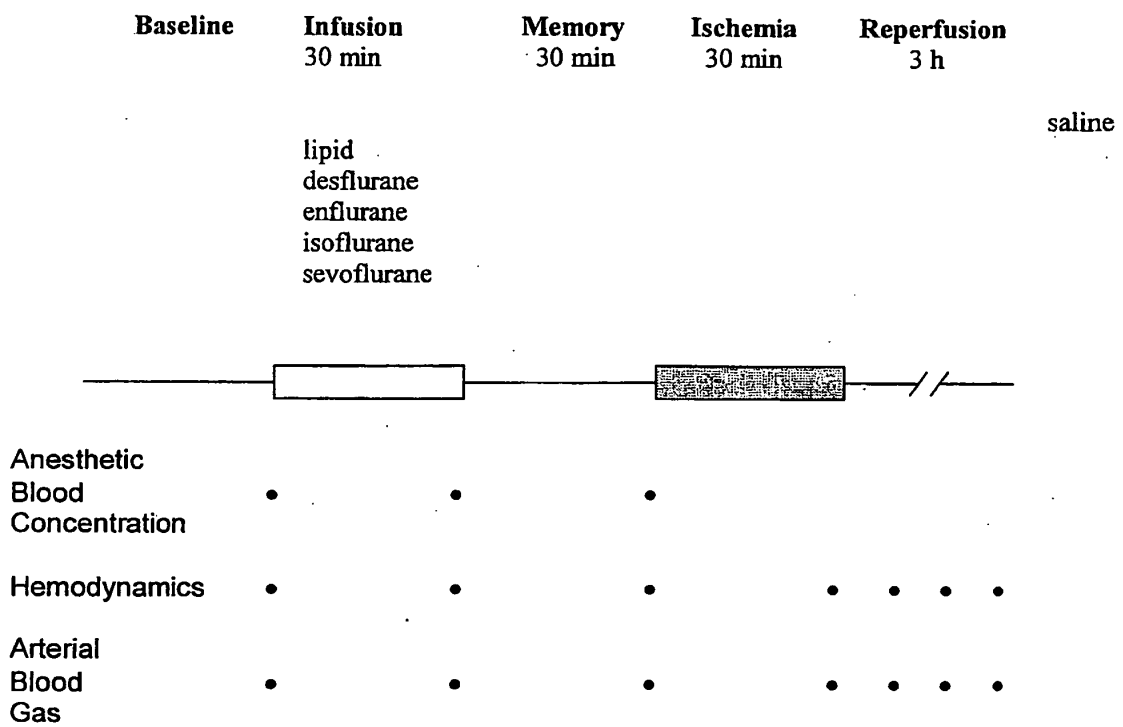 Baseline Infusion Memory Ischemia Reperfusion
30 min 30 min 30 min 3 h
saline
lipid
desflurane
enflurane
isoflurane
sevoflurane
Anesthetic
Blood
Concentration
Hemodynamics
Arterial
Blood
Gas